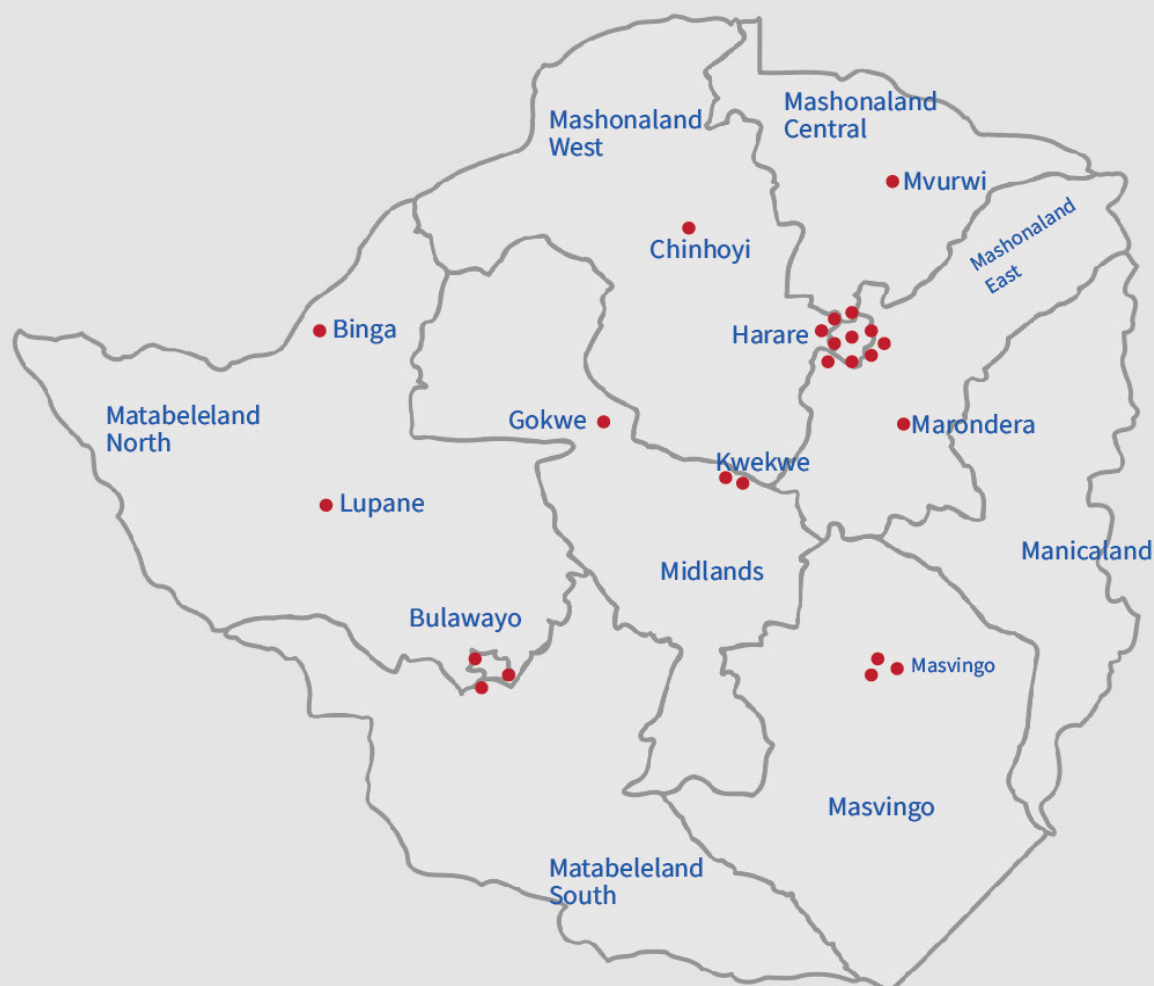 Mashonaland
Central
Mashonaland
West
Mvurwi
Mashonaland
East
Chinhoyi
Binga
Harare
Matabeleland
North
Gokwe
Marondera
Kwekwe
Lupane
Manicaland
Midlands
Bulawayo
Masvingo
Masvingo
Matabeleland
South